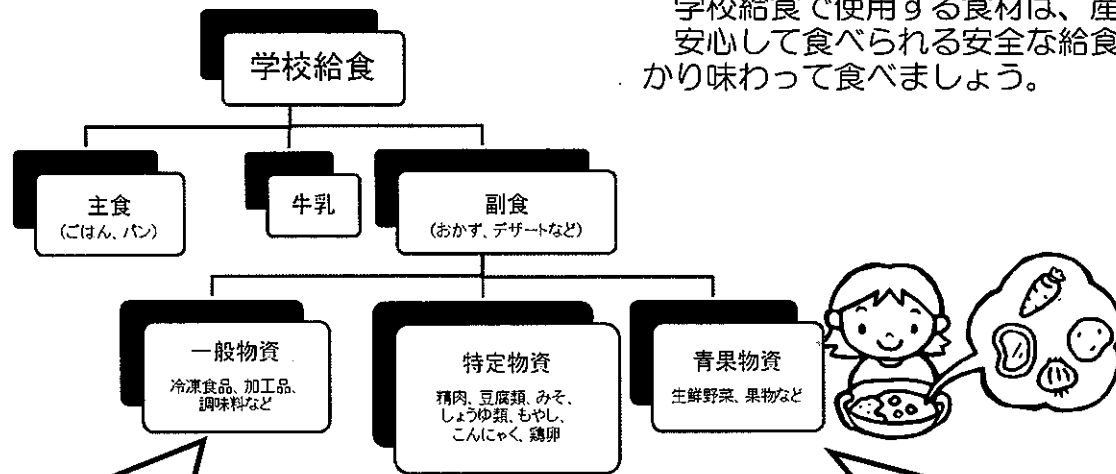 学校給食で使用する食材は、産
安心して食べられる安全な給食
かり味わって食べましょう。
学校給食
主食
(ごはん、パン)
牛乳
副食
(おかず、デザートなど)
一般物資
冷凍食品、加工品、
調味料など
特定物資
精肉、豆腐類、みそ、
しょうゆ類、もやし、
こんにゃく、鶏卵
青果物資
生鮮野菜、果物など